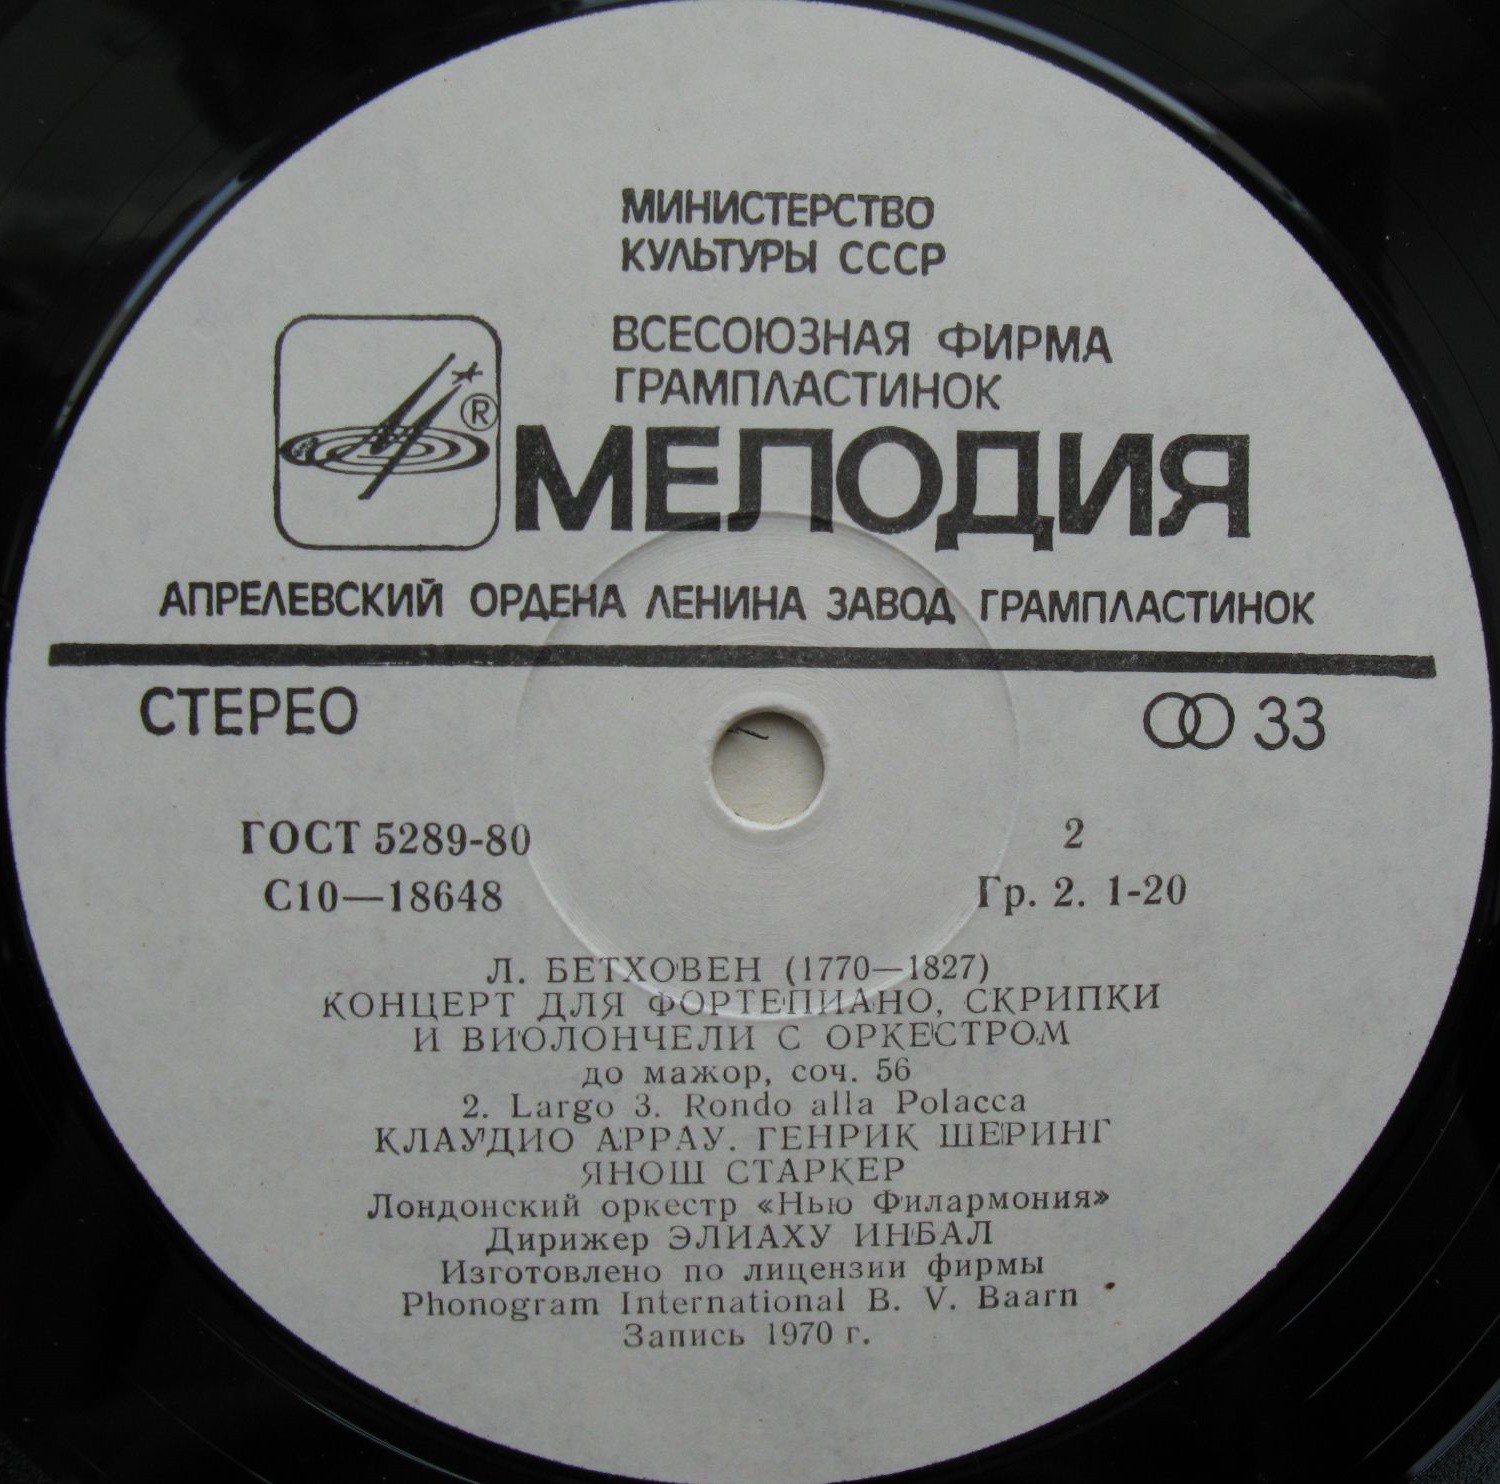 МИНИСТЕРСТВО
КУЛЬТУРЫ СССР
ВСЕСОЮЗНАЯ ФИРМА
ГРАМПЛАСТИНОК
®
МЕЛОДИЯ
АПРЕЛЕВСКИЙ ОРДЕНА ЛЕНИНА ЗАВОД ГРАМПЛАСТИНОК
СТЕРЕО 33
ГОСТ 5289-80 2
С10—18648 Гр. 2. 1-20
Л. БЕТХОВЕН (1770—1827)
КОНЦЕРТ ДЛЯ ФОРТЕПИАНО, СКРИПКИ
И ВИОЛОНЧЕЛИ С ОРКЕСТРОМ
до мажор, соч. 56
2. Largo 3. Rondo alla Polacca
КЛАУДИО АРРАУ. ГЕНРИК ШЕРИНГ
ЯНОШ СТАРКЕР
Лондонский оркестр «Нью Филармония»
Дирижер ЭЛИАХУ ИНБАЛ
Изготовлено по лицензии фирмы
Phonogram International B. V. Baarn
Запись 1970 г.